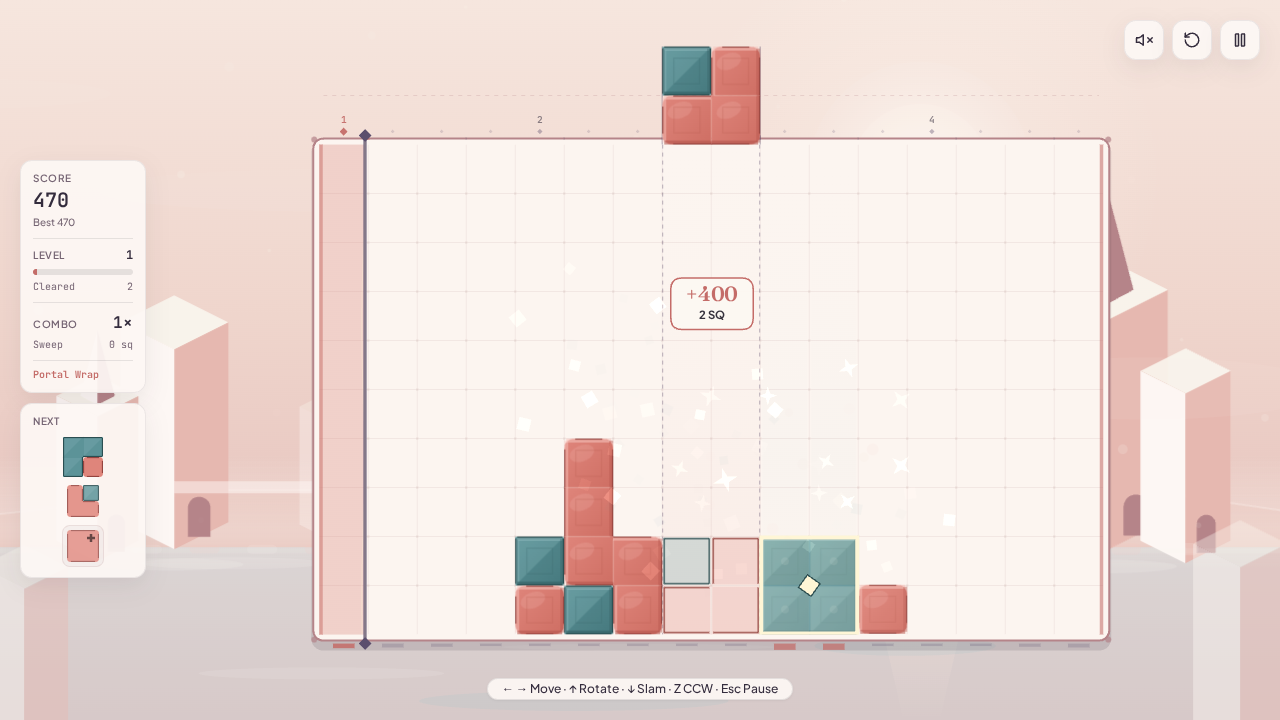 1
2
4
SCORE
470
Best 470
LEVEL 1
Cleared 2
COMBO 1×
Sweep 0 sq
Portal Wrap
NEXT
+400
2 SQ
← → Move · ↑ Rotate · ↓ Slam · Z CCW · Esc Pause